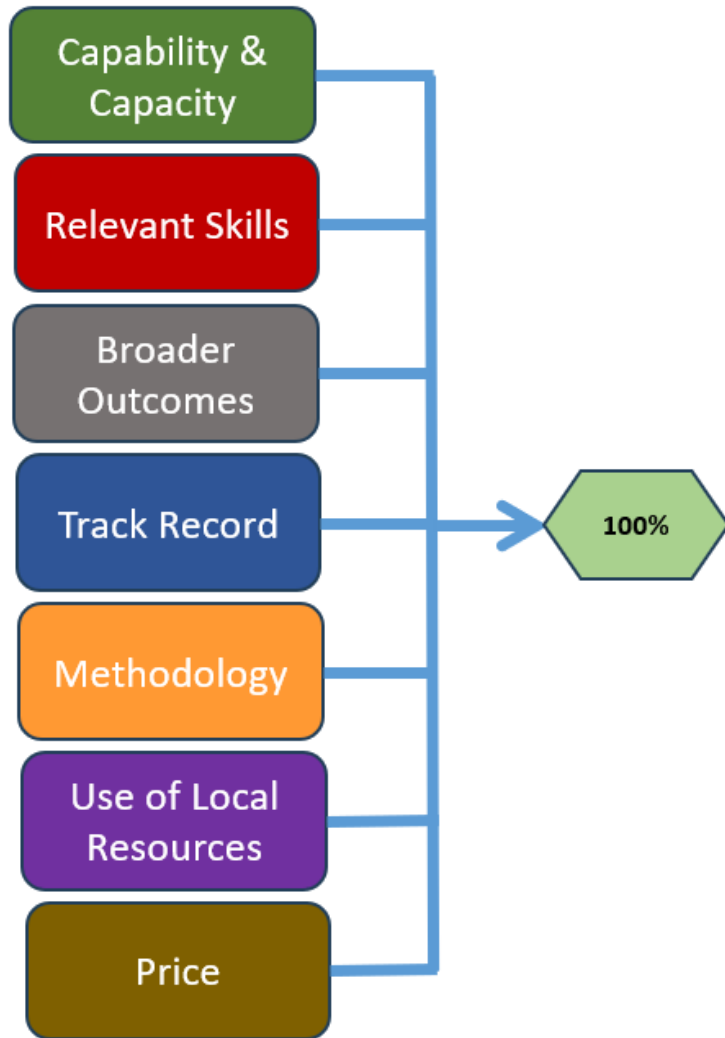 Capability &
Capacity
Relevant Skills
Broader
Outcomes
Track Record
100%
Methodology
Use of Local
Resources
Price